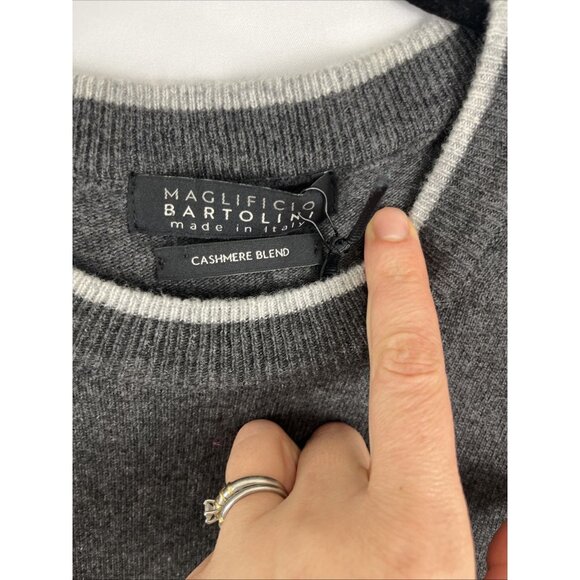 MAGLIFICIO
BARTOLINI
made in Italy
CASHMERE BLEND